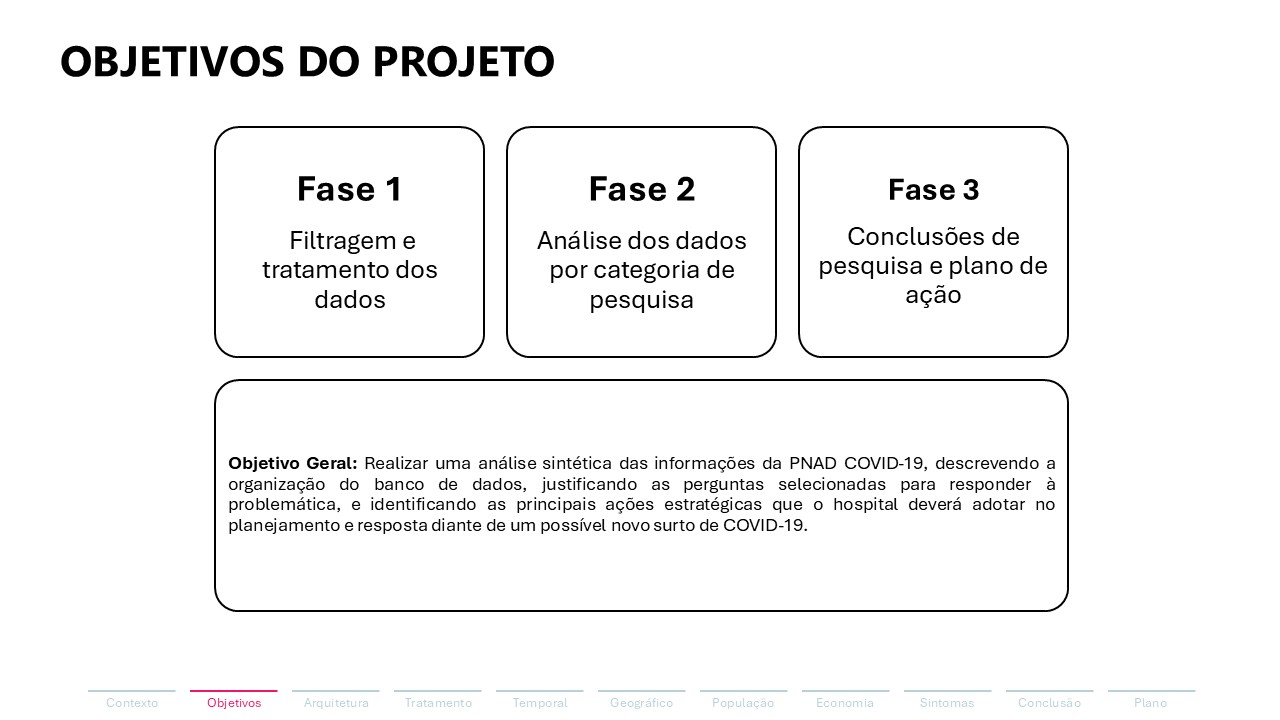 OBJETIVOS DO PROJETO
Fase 1
Filtragem e
tratamento dos
dados
Fase 2
Análise dos dados
por categoria de
pesquisa
Fase 3
Conclusões de
pesquisa e plano de
ação
Objetivo Geral: Realizar uma análise sintética das informações da PNAD COVID-19, descrevendo a
organização do banco de dados, justificando as perguntas selecionadas para responder à
problemática, e identificando as principais ações estratégicas que o hospital deverá adotar no
planejamento e resposta diante de um possível novo surto de COVID-19.
Contexto
Objetivos
Arquitetura
Tratamento
Temporal
Geográfico
População
Economia
Sintomas
Conclusão
Plano